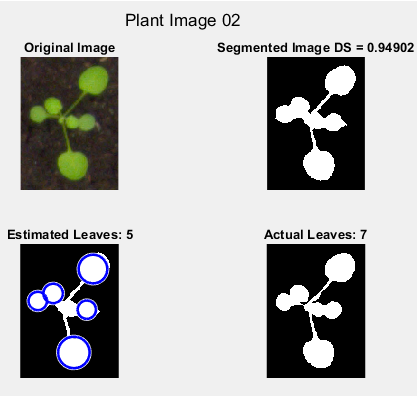 Plant Image 02
Original Image
Segmented Image DS = 0.94902
Estimated Leaves: 5
Actual Leaves: 7